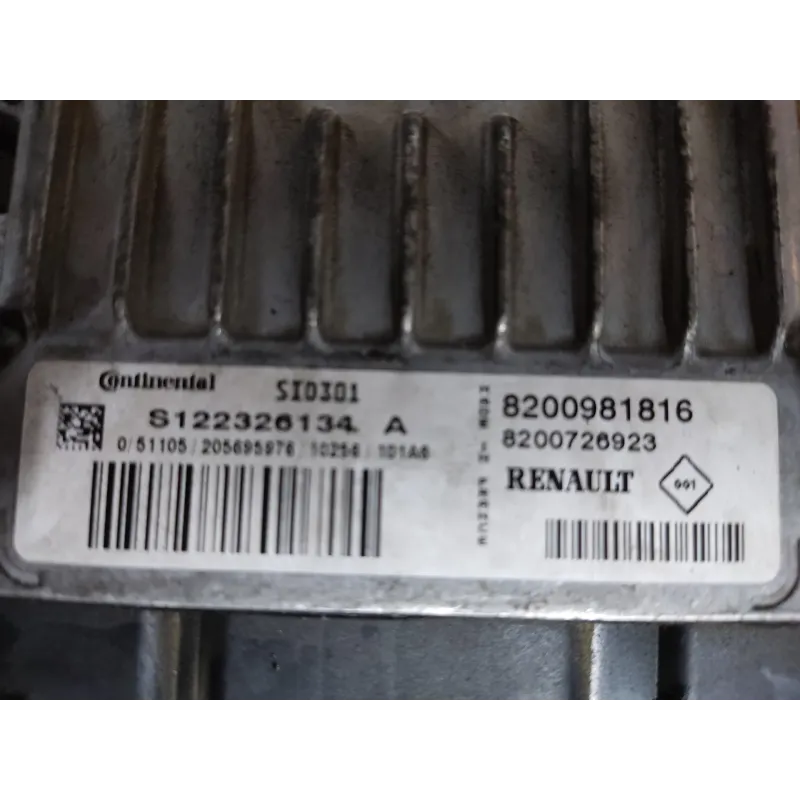 Continental SID301
S122326134 A
0/51105/205695976/10256/101A6
8200981816
8200726923
RENAULT
001